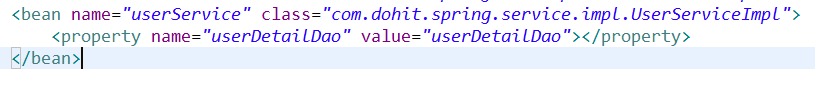 <bean name="userService" class="com.dohit.spring.service.impl.UserServiceImpl">
<property name="userDetailDao" value="userDetailDao"></property>
</bean>